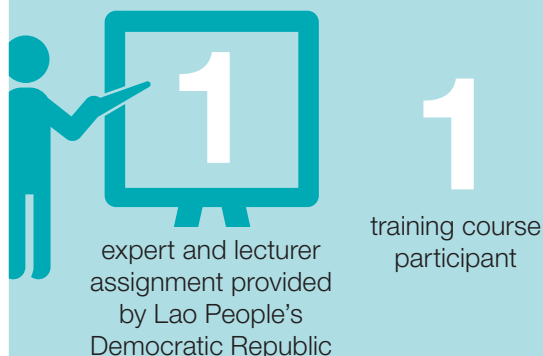 1
expert and lecturer
assignment provided
by Lao People's
Democratic Republic
1
training course
participant